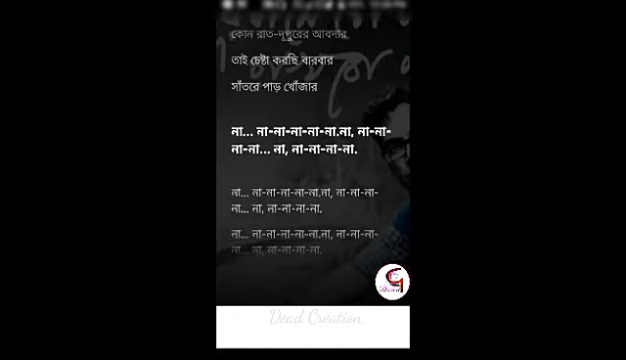 কোন রাত-দুপুরের আবদার
তাই চেষ্টা করছি বারবার
সাঁতরে পাড় খোঁজার
না... না-না-না-না-না.না, না-না-
না-না... না, না-না-না-না.
না... না-না-না-না-না.না, না-না-না-
না... না, না-না-না-না.
না... না-না-না-না-না.না, না-না-না-
না... না, না-না-না-না.
Dead Creation